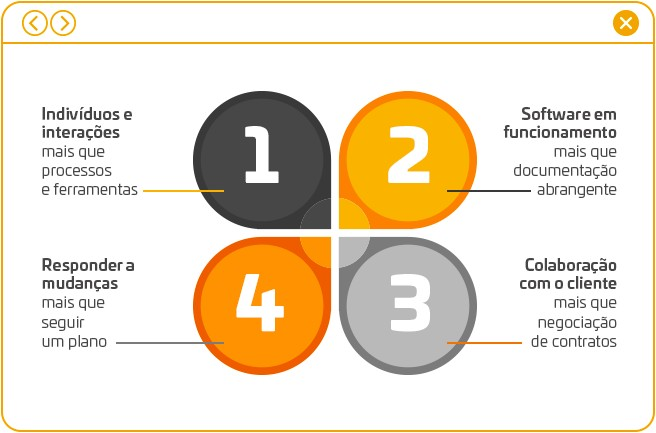 Indivíduos e
interações
mais que
processos
e ferramentas
1
2
Software em
funcionamento
mais que
documentação
abrangente
Responder a
mudanças
mais que
seguir
um plano
4
3
Colaboração
com o cliente
mais que
negociação
de contratos